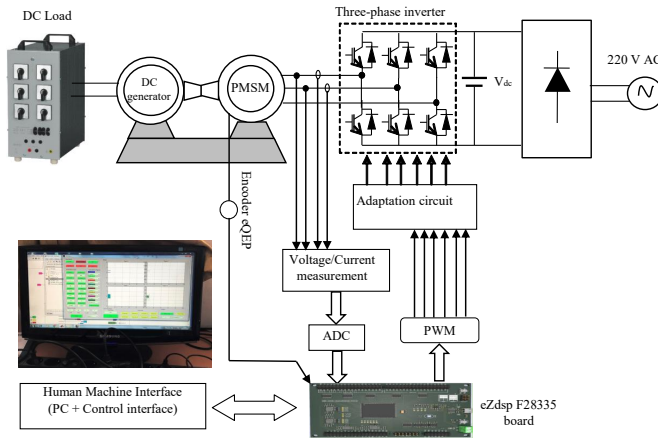 DC Load
Three-phase inverter
DC
generator
PMSM
V_dc
220 V AC
Encoder eQEP
Adaptation circuit
Voltage/Current
measurement
ADC
PWM
Human Machine Interface
(PC + Control interface)
eZdsp F28335
board